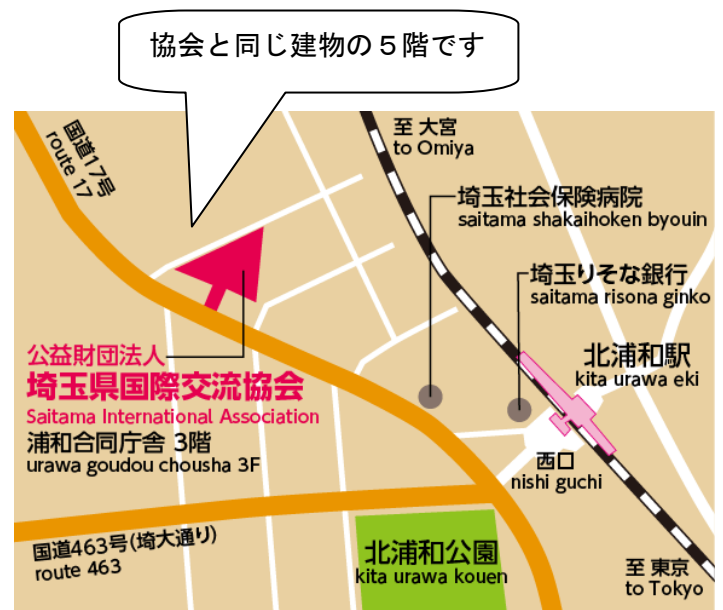 協会と同じ建物の５階です
国道17号
route 17
至 大宮
to Omiya
埼玉社会保険病院
saitama shakaihoken byouin
埼玉りそな銀行
saitama risona ginko
北浦和駅
kita urawa eki
公益財団法人
埼玉県国際交流協会
Saitama International Association
浦和合同庁舎 3階
urawa goudou chousha 3F
西口
nishi guchi
国道463号(埼大通り)
route 463
北浦和公園
kita urawa kouen
至 東京
to Tokyo